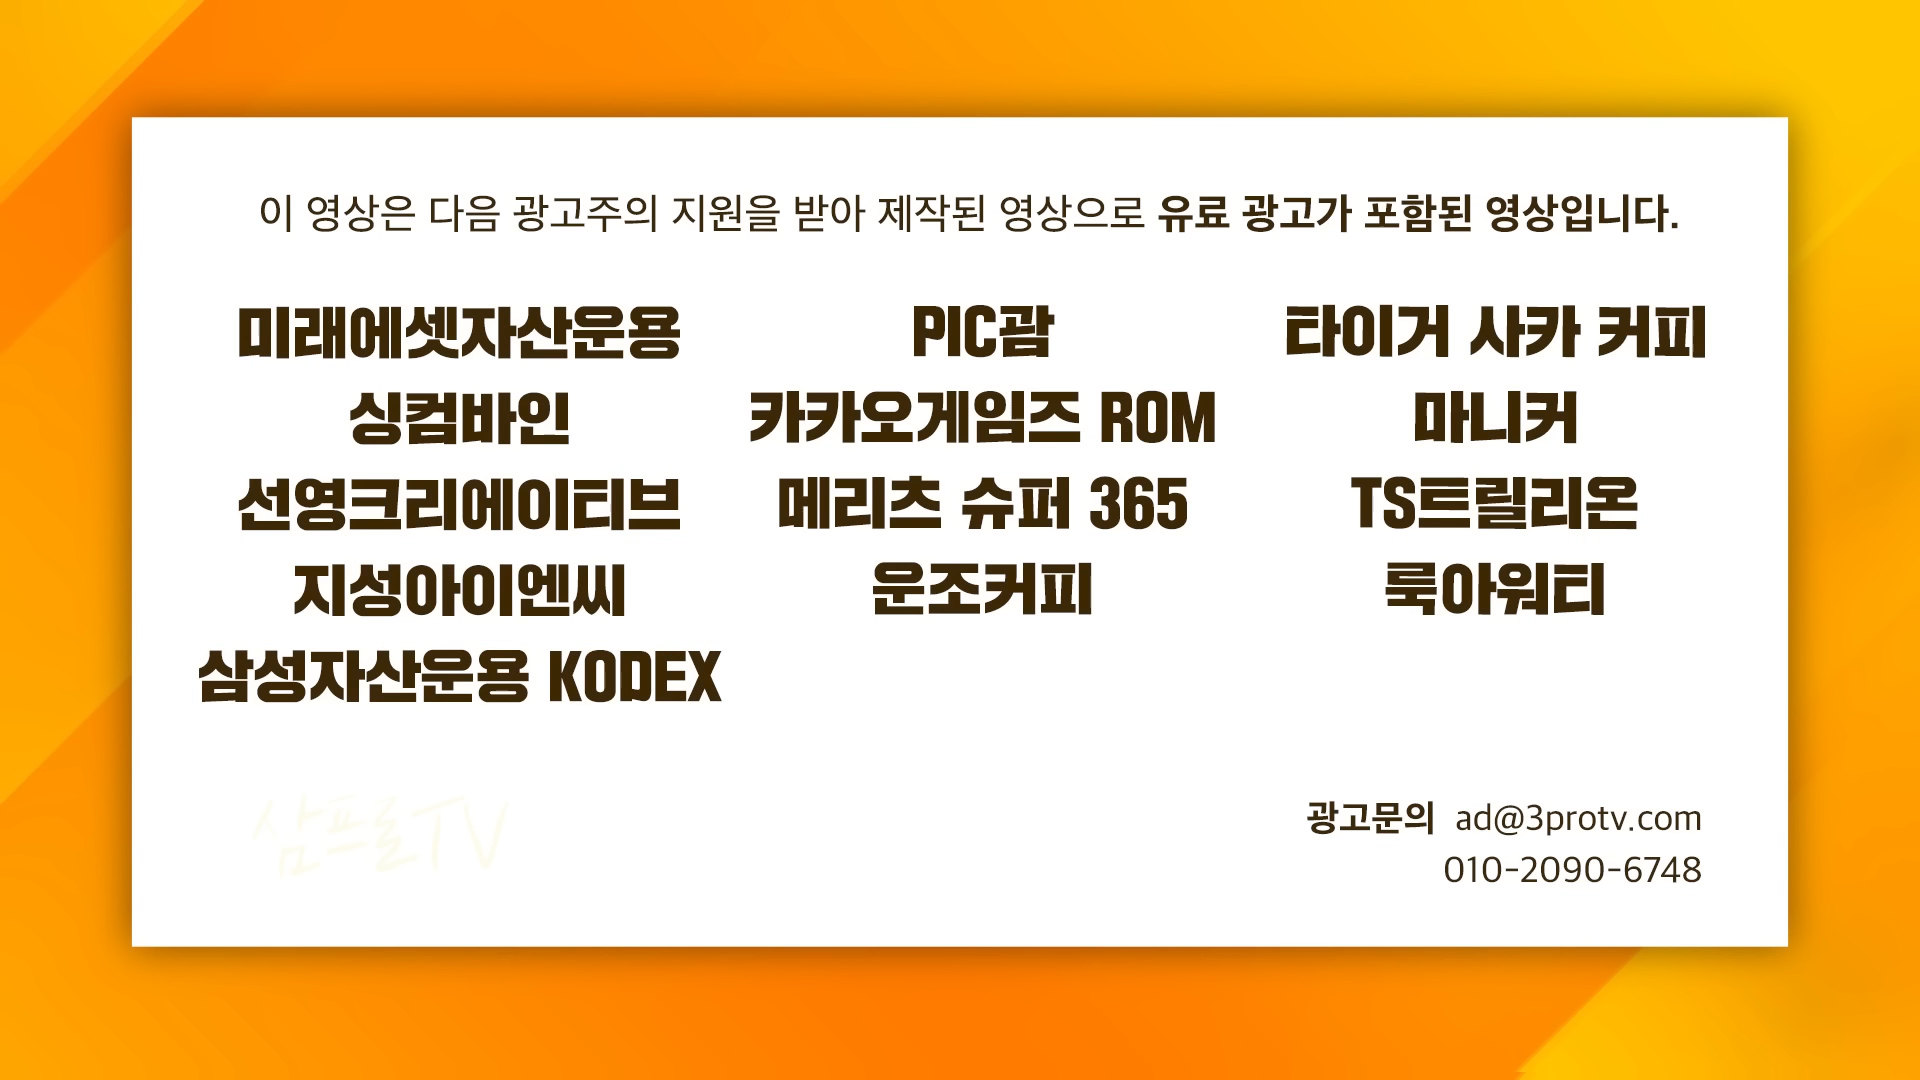 이 영상은 다음 광고주의 지원을 받아 제작된 영상으로 유료 광고가 포함된 영상입니다.
미래에셋자산운용
싱컴바인
선영크리에이티브
지성아이엔씨
삼성자산운용 KODEX
PIC괌
카카오게임즈 ROM
메리츠 슈퍼 365
운조커피
타이거 사카 커피
마니커
TS트릴리온
룩아워티
삼프로TV
광고문의 ad@3protv.com
010-2090-6748